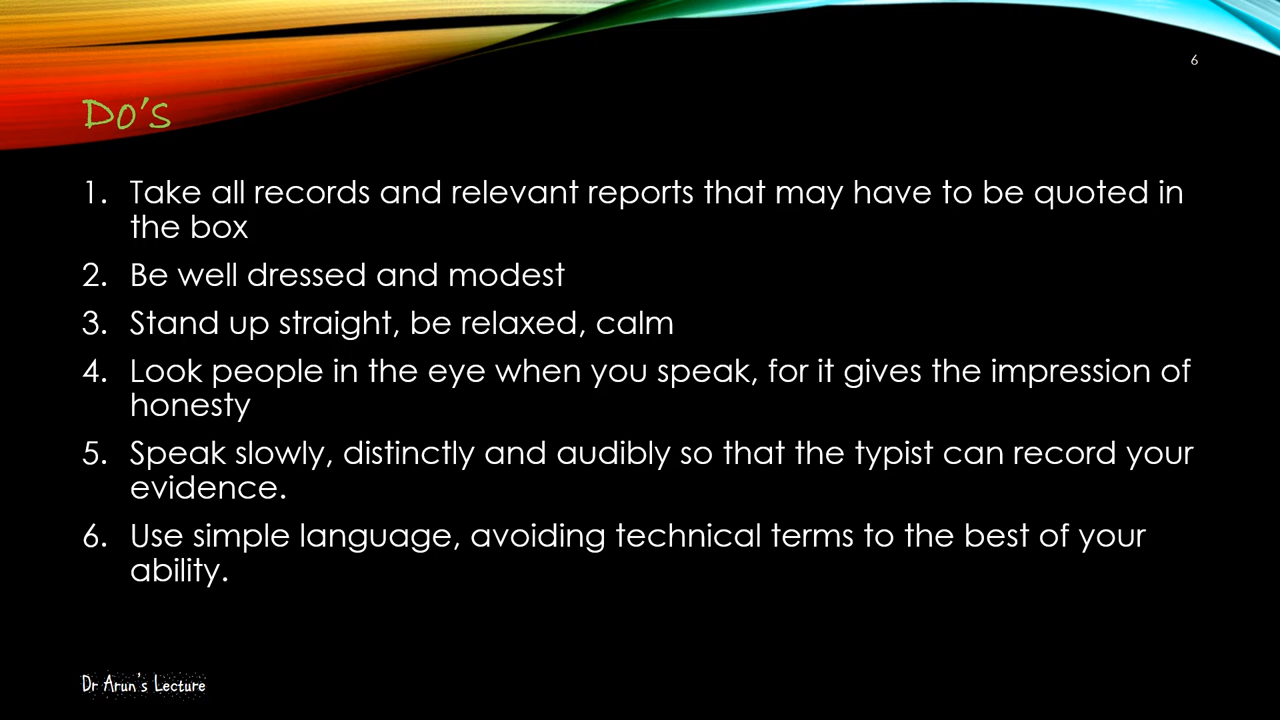 6
Do's
1. Take all records and relevant reports that may have to be quoted in
the box
2. Be well dressed and modest
3. Stand up straight, be relaxed, calm
4. Look people in the eye when you speak, for it gives the impression of
honesty
5. Speak slowly, distinctly and audibly so that the typist can record your
evidence.
6. Use simple language, avoiding technical terms to the best of your
ability.
Dr Arun's Lecture